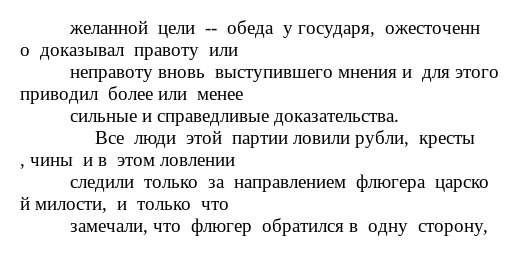 желанной цели -- обеда у государя, ожесточенн
о доказывал правоту или
неправоту вновь выступившего мнения и для этого
приводил более или менее
сильные и справедливые доказательства.
Все люди этой партии ловили рубли, кресты
, чины и в этом ловлении
следили только за направлением флюгера царско
й милости, и только что
замечали, что флюгер обратился в одну сторону,